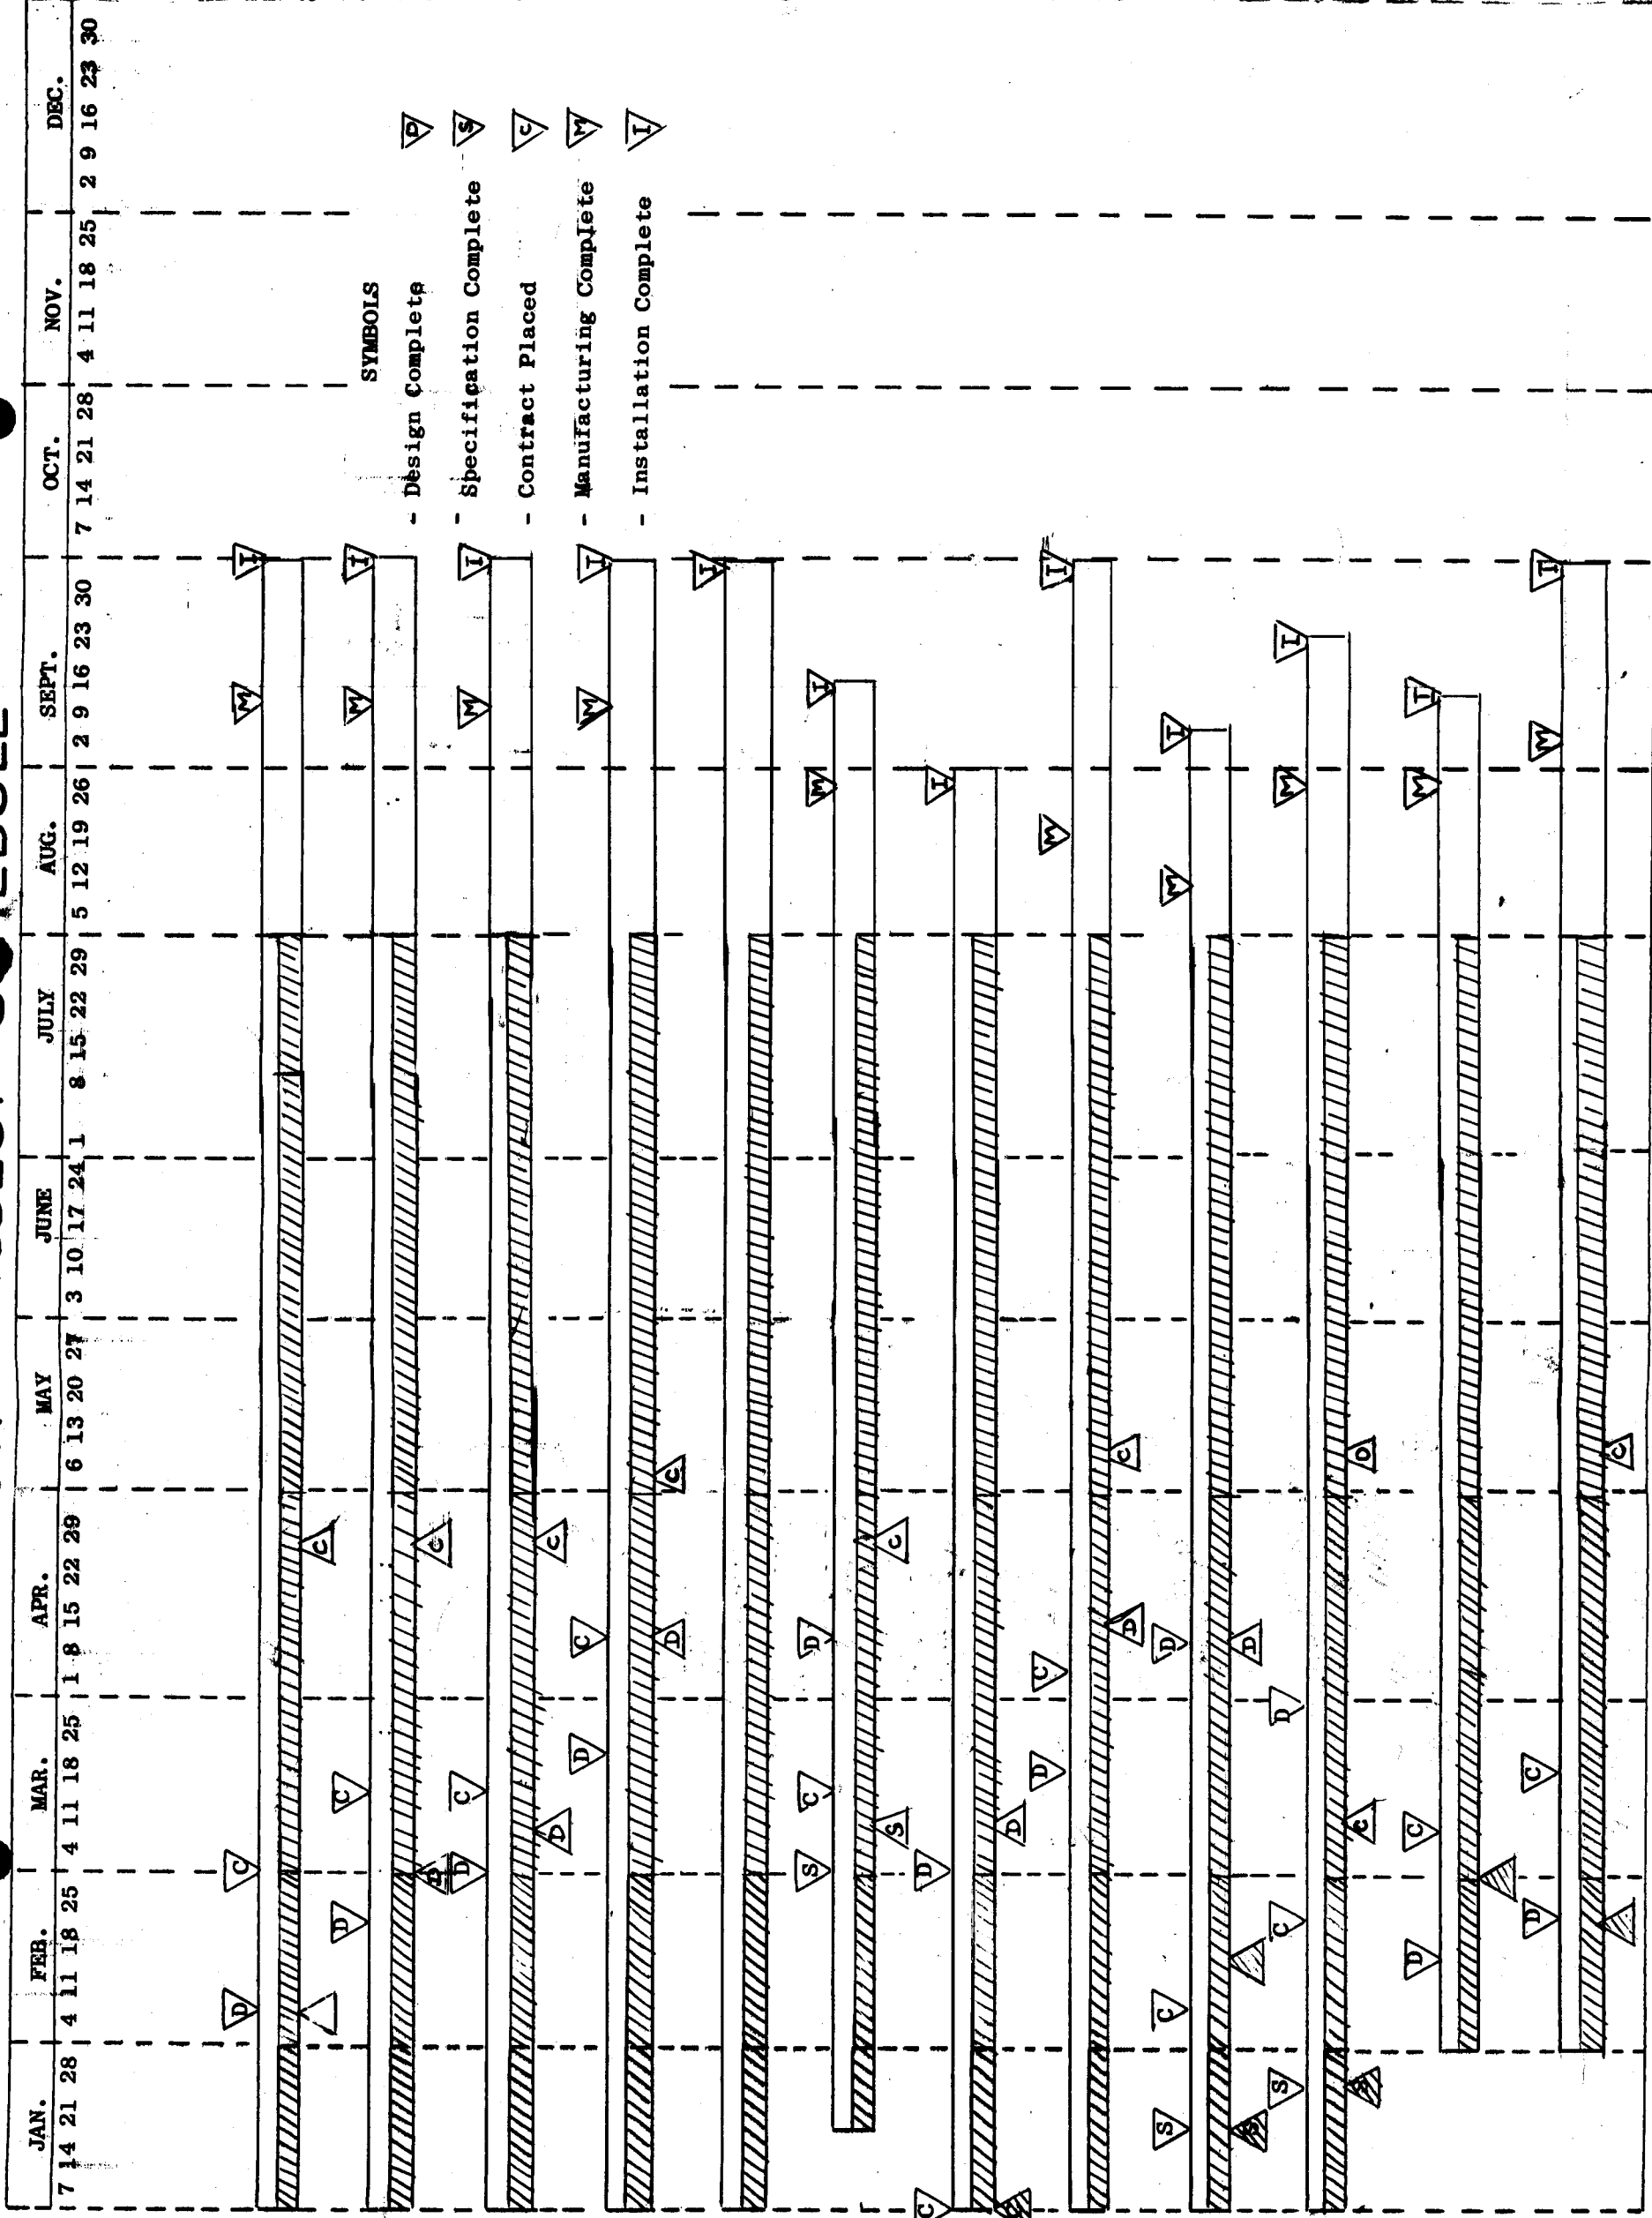 JAN. FEB. MAR. APR. MAY JUNE JULY AUG. SEPT. OCT. NOV. DEC.
7 14 21 28 4 11 18 25 4 11 18 25 1 8 15 22 29 6 13 20 27 3 10 17 24 1 8 15 22 29 5 12 19 26 2 9 16 23 30 7 14 21 28 4 11 18 25 2 9 16 23 30
D C M I
C
D C M I
D C
SYMBOLS
- Design Complete D
- Specification Complete S
- Contract Placed C
- Manufacturing Complete M
- Installation Complete I
D C M I
D C
D C M I
D C
I
S C D M I
S C
C D I
D
D C M I
D C
S C D M I
S D
S C D M I
S C D
D C M I
D C M I
C